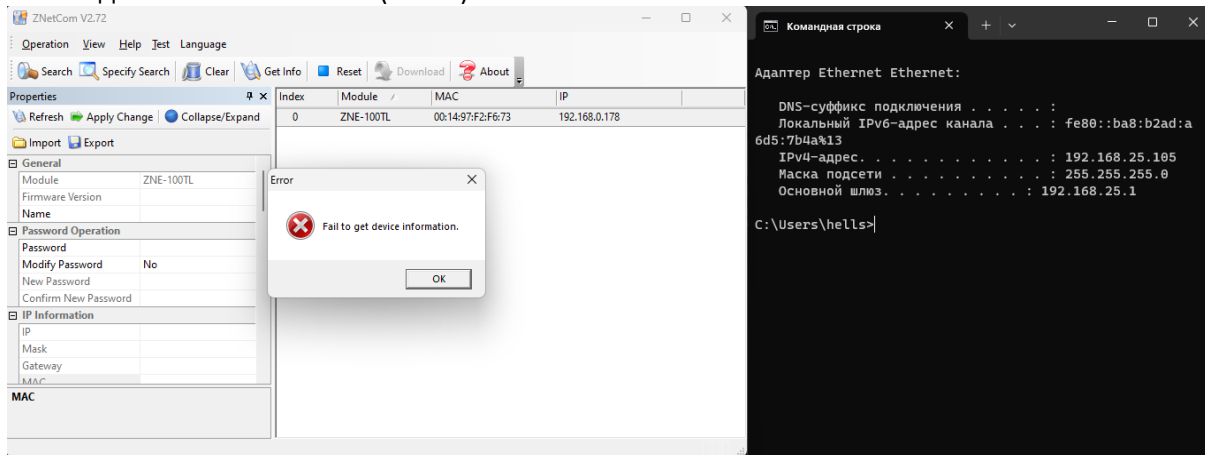 ZNetCom V2.72
Operation View Help Test Language
Search Specify Search Clear Get Info Reset Download About
Properties
Refresh Apply Change Collapse/Expand
Import Export
General
Module ZNE-100TL
Firmware Version
Name
Password Operation
Password
Modify Password No
New Password
Confirm New Password
IP Information
IP
Mask
Gateway
MAC
MAC
Index Module MAC IP
0 ZNE-100TL 00:14:97:F2:F6:73 192.168.0.178
Error
Fail to get device information.
OK
Командная строка
Адаптер Ethernet Ethernet:
DNS-суффикс подключения . . . . . :
Локальный IPv6-адрес канала . . . : fe80::ba8:b2ad:a
6d5:7b4a%13
IPv4-адрес. . . . . . . . . . . . : 192.168.25.105
Маска подсети . . . . . . . . . . : 255.255.255.0
Основной шлюз. . . . . . . . . : 192.168.25.1
C:\Users\hells>